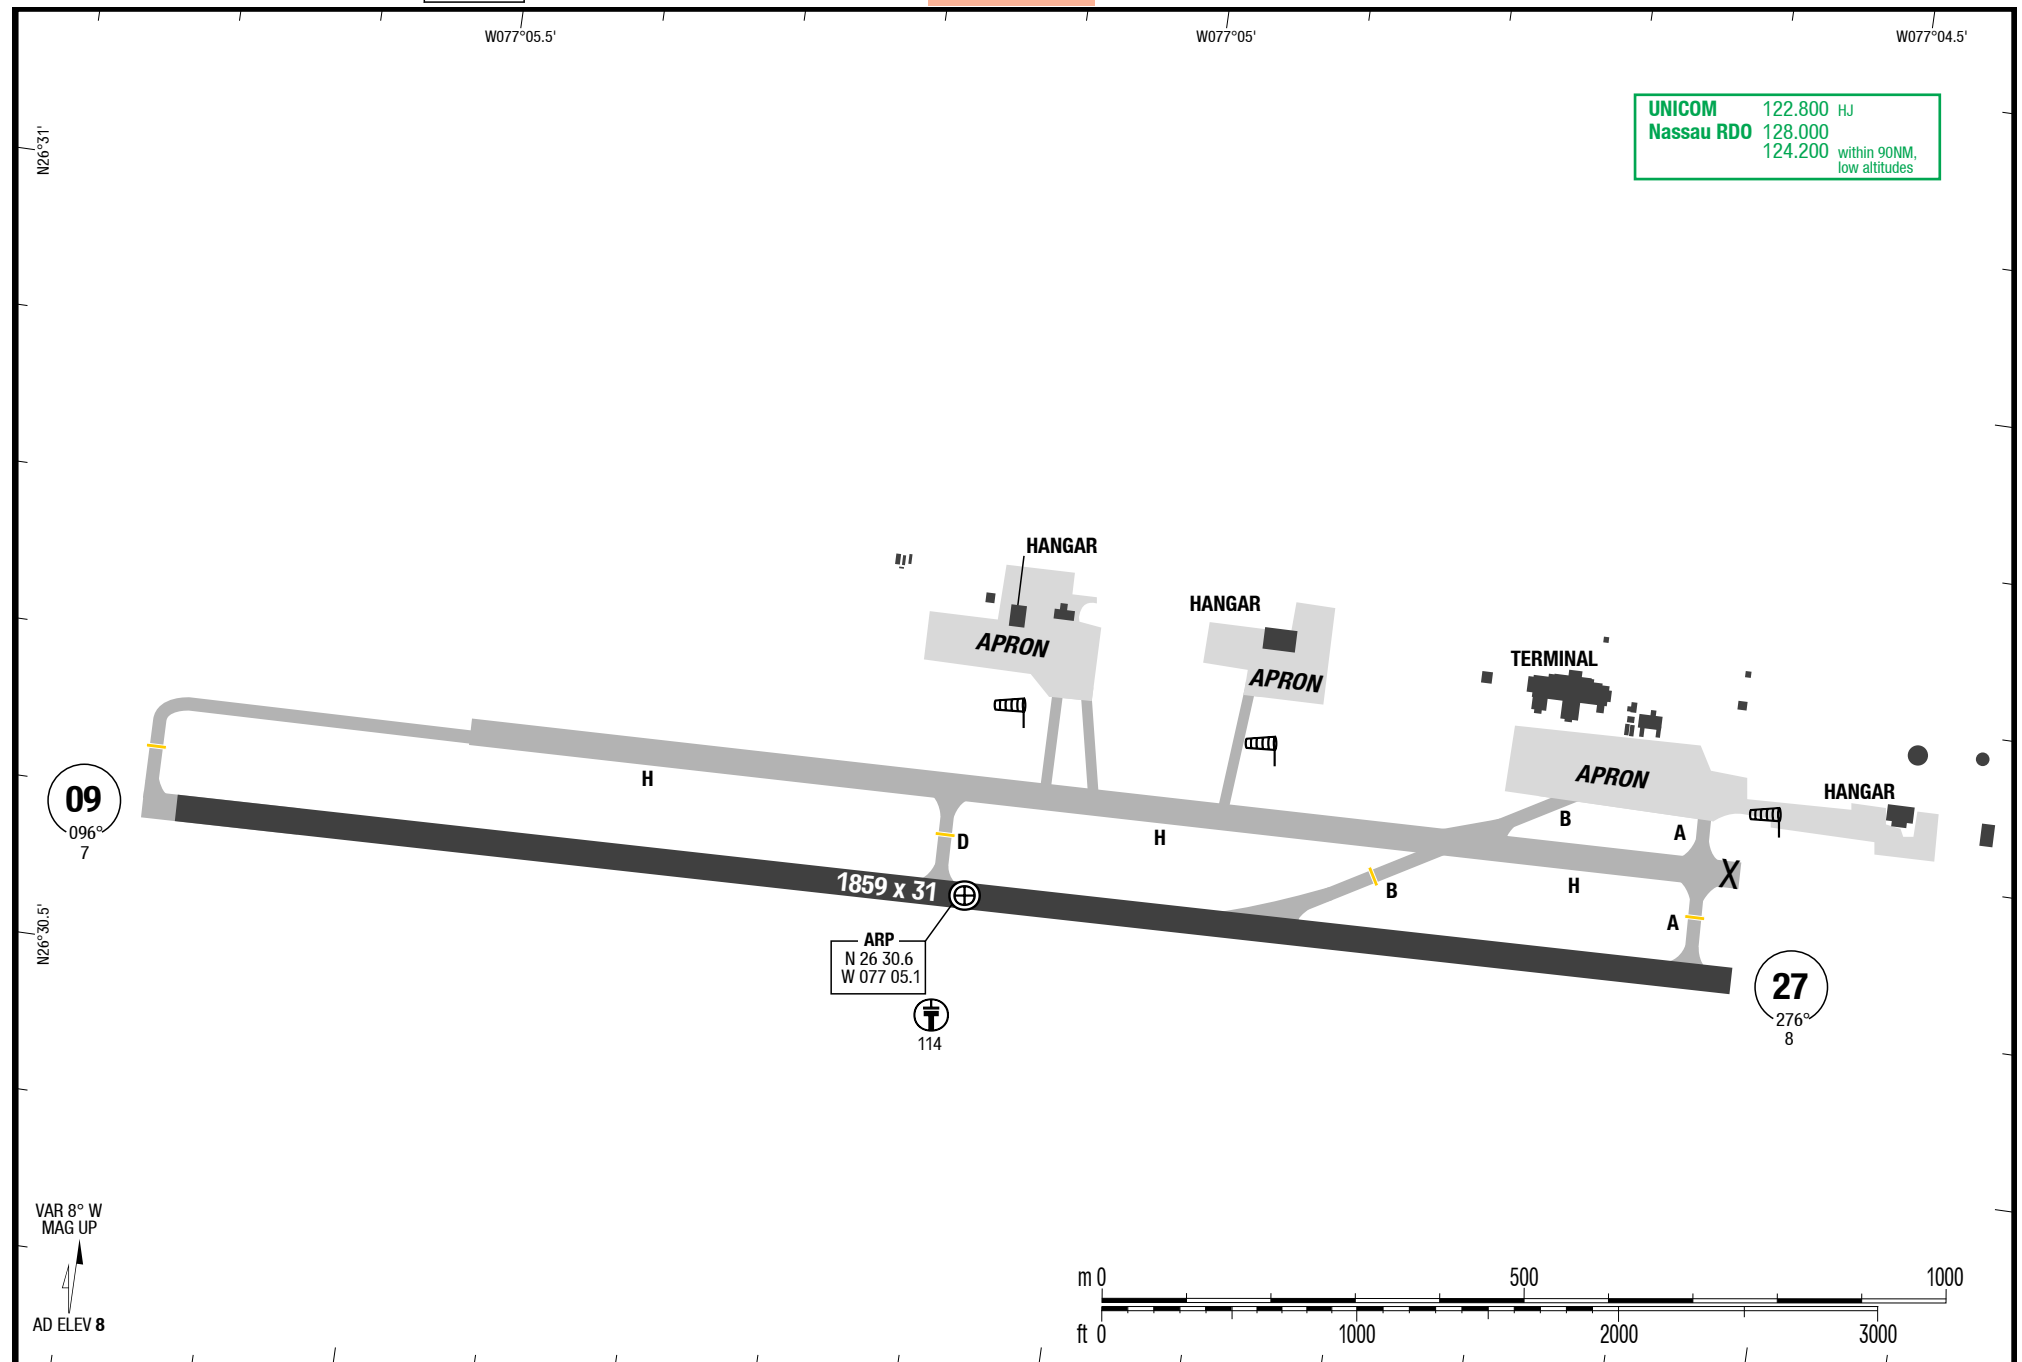 W077°05.5'
W077°05'
W077°04.5'
UNICOM 122.800 HJ
Nassau RDO 128.000
124.200 within 90NM,
low altitudes
N26°31'
HANGAR
HANGAR
APRON
TERMINAL
APRON
APRON
HANGAR
H
09
096°
7
B
A
D
H
B
H
1859 x 31
A
N26°30.5'
ARP
N 26 30.6
W 077 05.1
27
276°
8
114
VAR 8° W
MAG UP
AD ELEV 8
m 0 500 1000
ft 0 1000 2000 3000